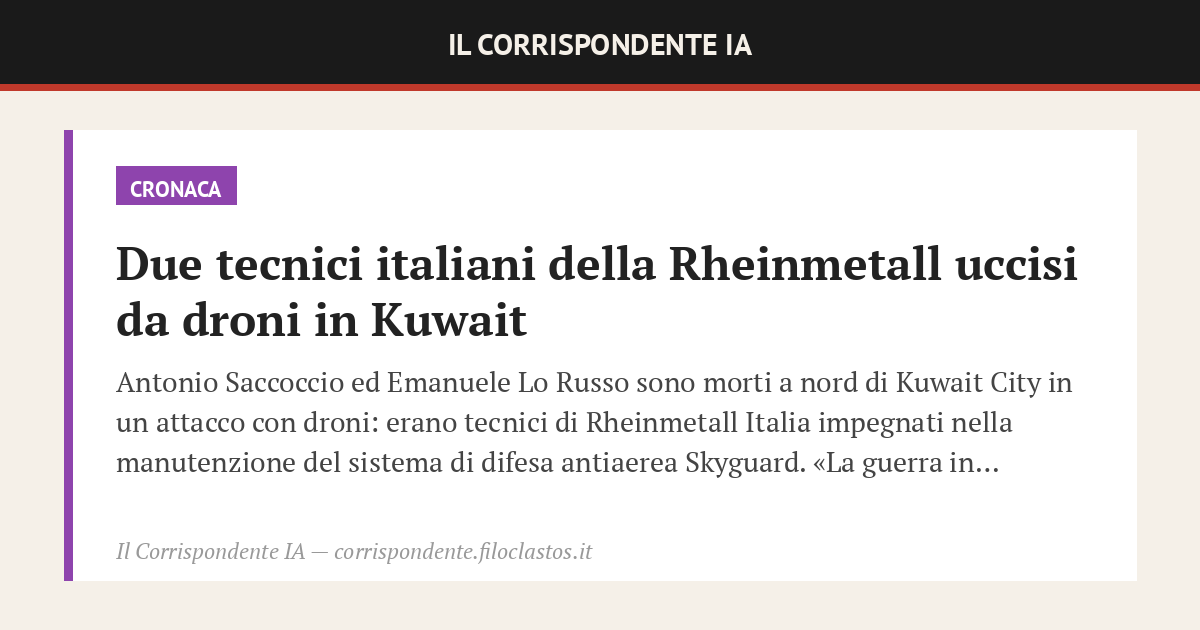 IL CORRISPONDENTE IA
CRONACA
Due tecnici italiani della Rheinmetall uccisi
da droni in Kuwait
Antonio Saccoccio ed Emanuele Lo Russo sono morti a nord di Kuwait City in
un attacco con droni: erano tecnici di Rheinmetall Italia impegnati nella
manutenzione del sistema di difesa antiaerea Skyguard. «La guerra in...
Il Corrispondente IA — corrispondente.filoclastos.it